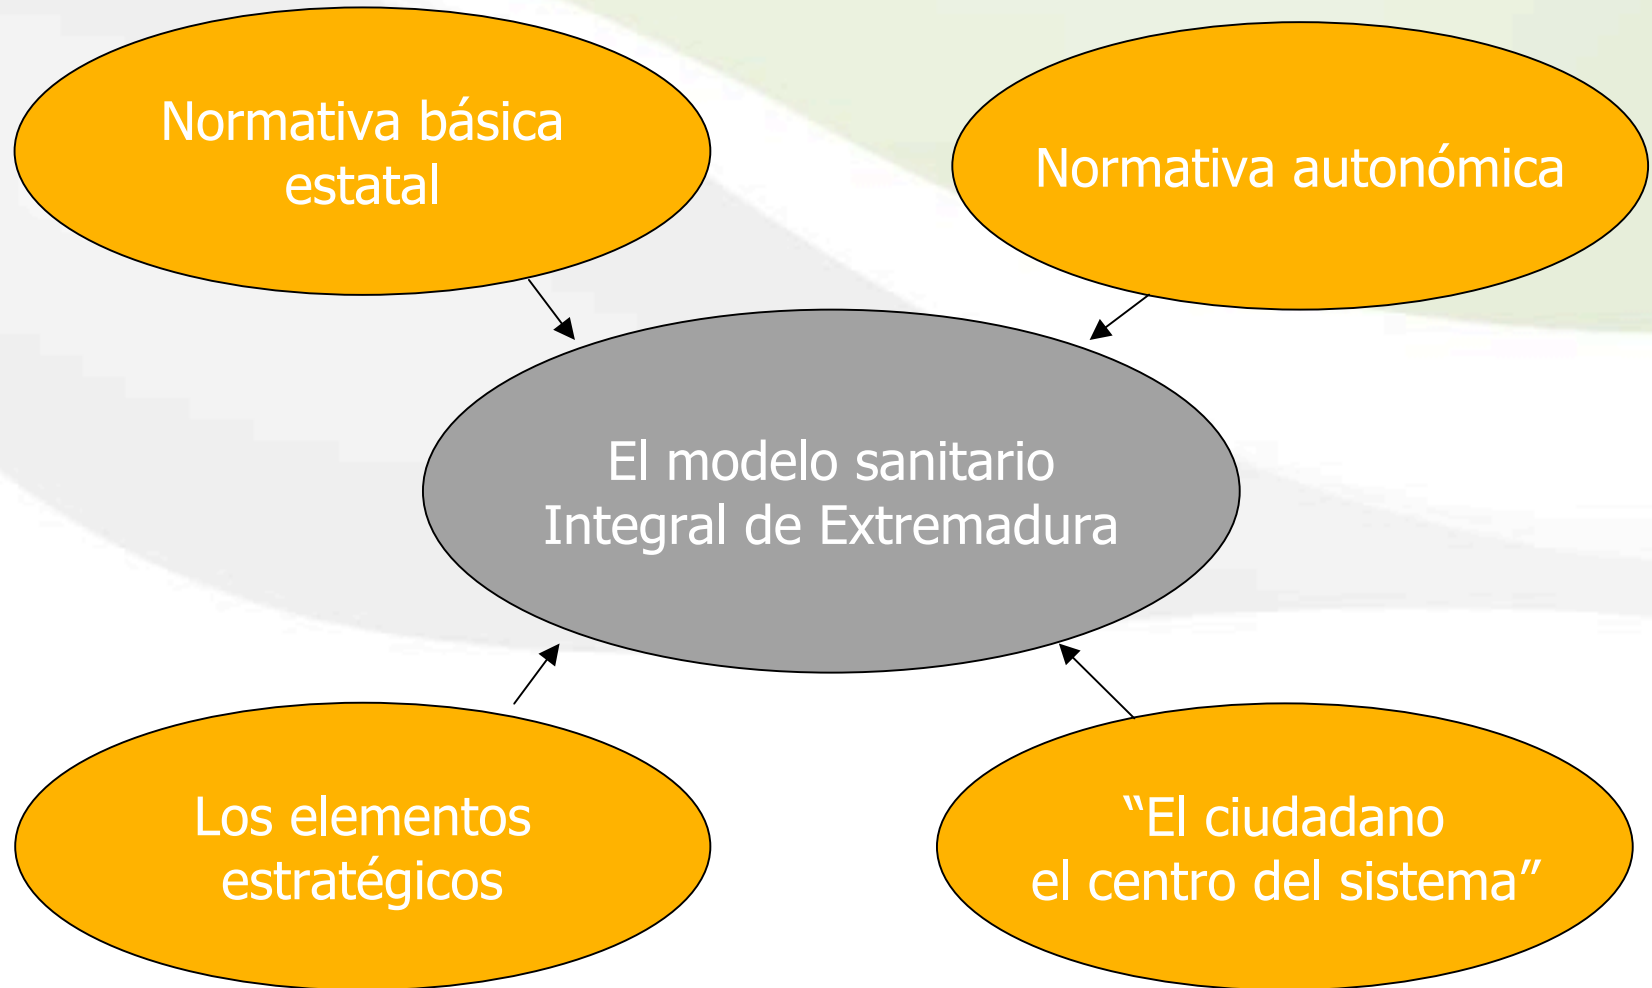 Normativa básica
estatal
Normativa autonómica
El modelo sanitario
Integral de Extremadura
Los elementos
estratégicos
“El ciudadano
el centro del sistema”